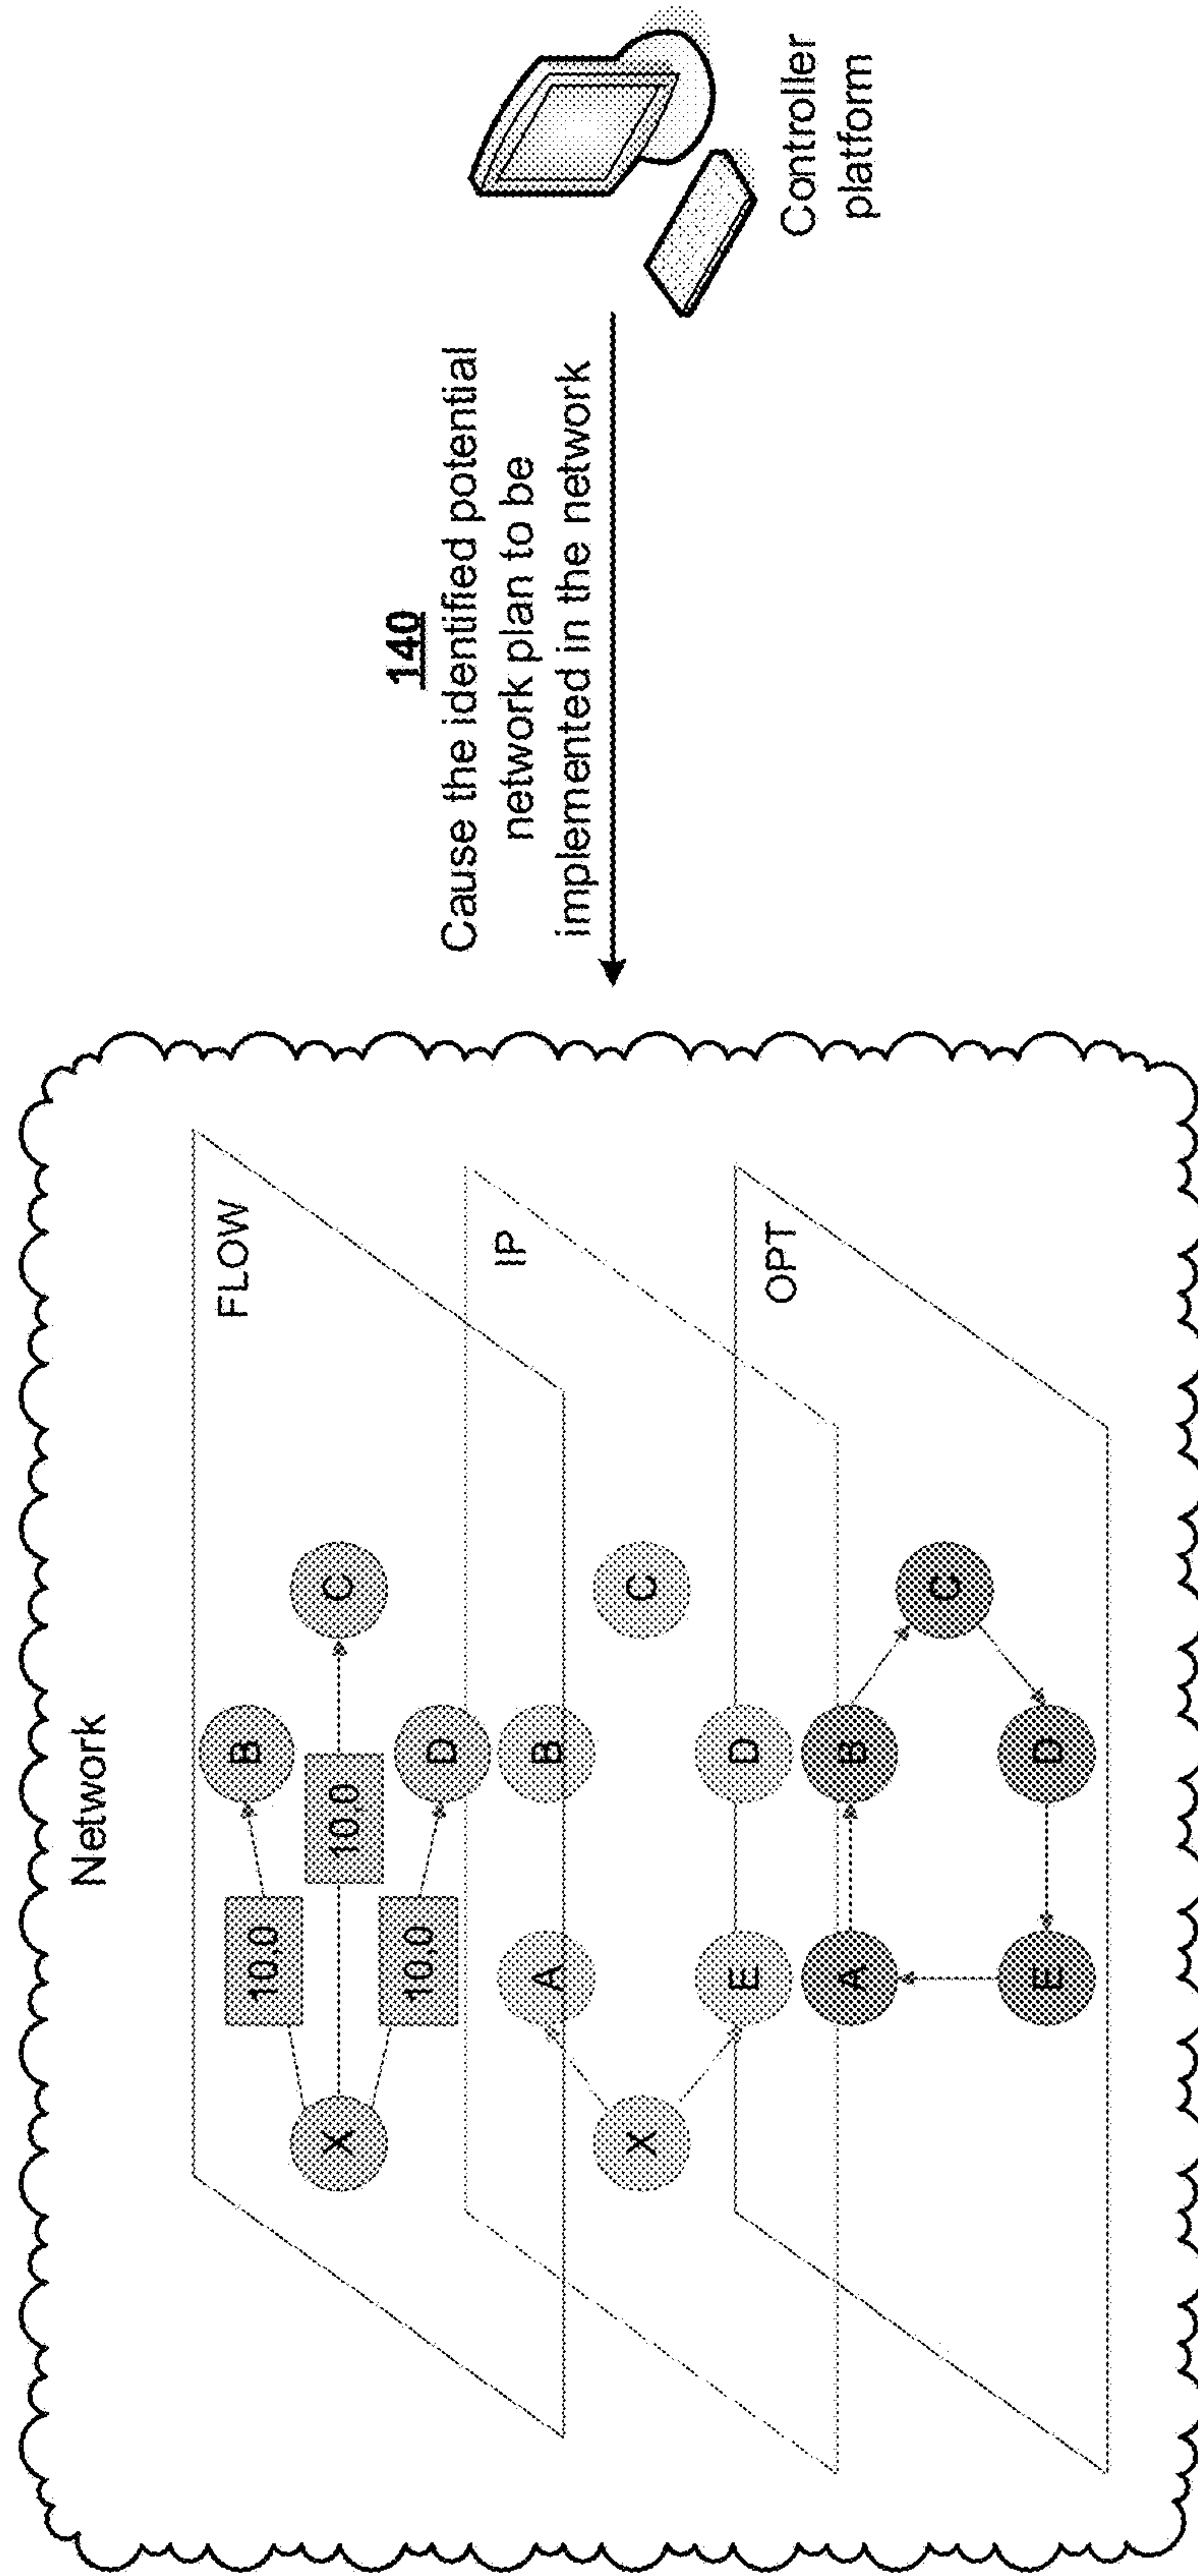 Network
FLOW
B
10.0
X
10.0
C
10.0
D
IP
A
B
X
C
E
D
OPT
A
B
C
E
D
140
Cause the identified potential
network plan to be
implemented in the network
Controller
platform